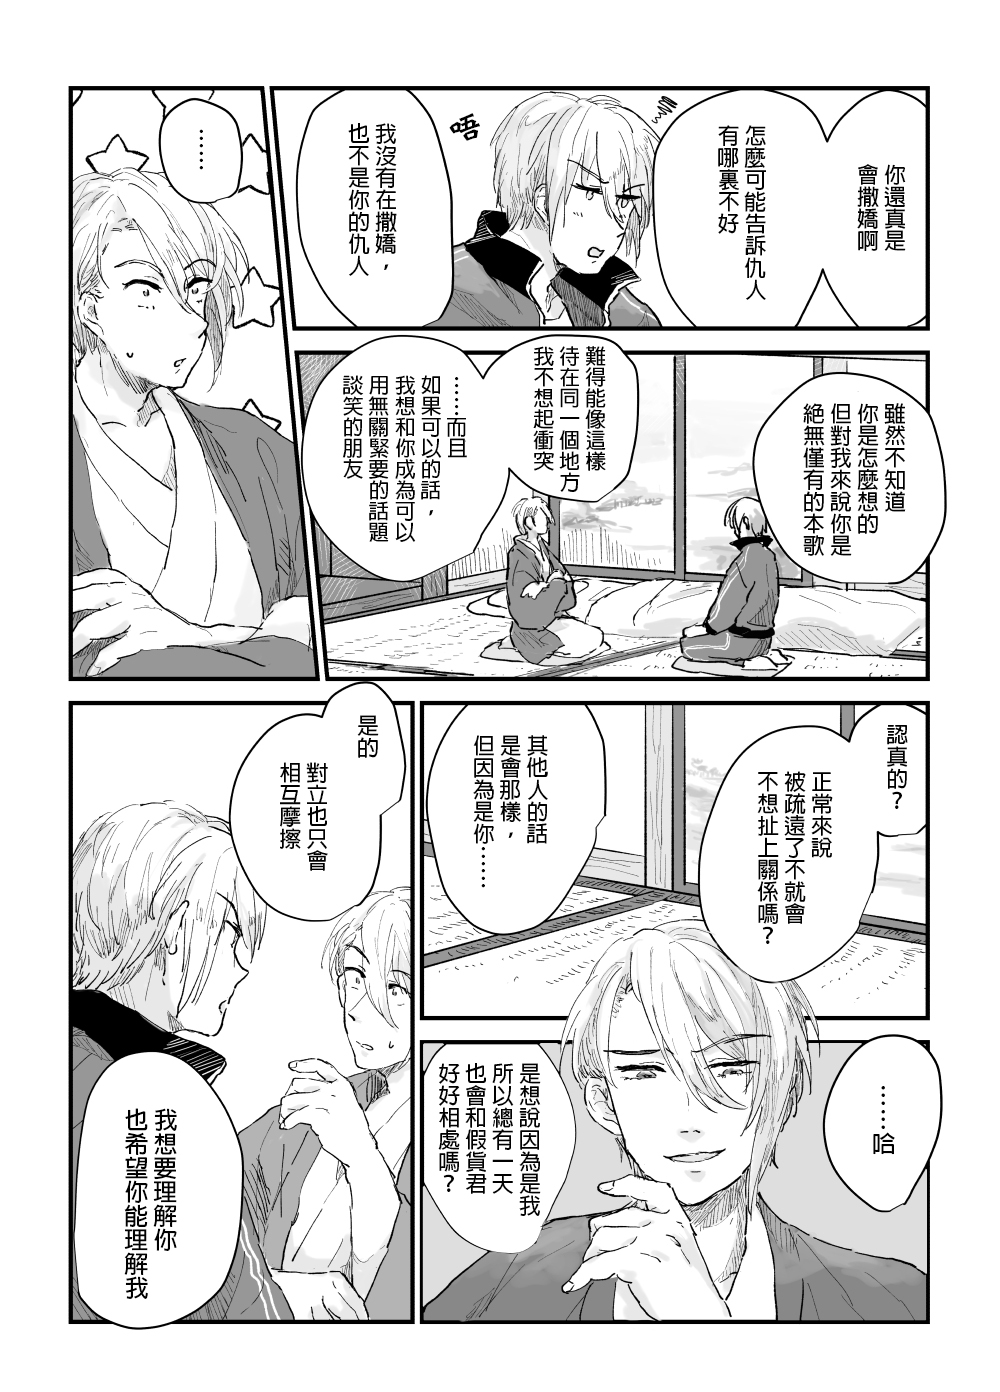 你還真是
會撒嬌啊
怎麼可能告訴仇人
有哪裏不好
唔
我沒有在撒嬌，
也不是你的仇人
雖然不知道
你是怎麼想的
但對我來說你是
絕無僅有的本歌
難得能像這樣
待在同一個地方
我不想起衝突
……而且
如果可以的話，
我想和你成為可以
用無關緊要的話題
談笑的朋友
……
認真的？
正常來說
被疏遠了不就會
不想扯上關係嗎？
其他人的話
是會那樣，
但因為是你……
……哈
是想說因為是我
所以總有一天
也會和假貨君
好好相處嗎？
是的
對立也只會
相互摩擦
我想要理解你
也希望你能理解我